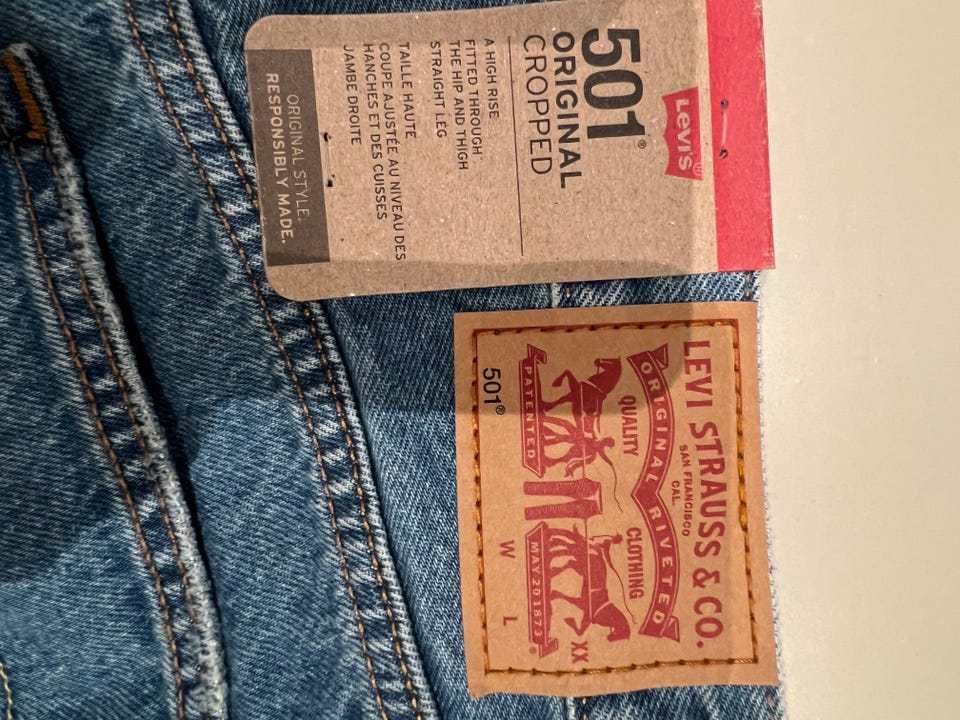 Levi's®
501®
ORIGINAL
CROPPED
A HIGH RISE
FITTED THROUGH
THE HIP AND THIGH
STRAIGHT LEG
TAILLE HAUTE
COUPE AJUSTÉE AU NIVEAU DES
HANCHES ET DES CUISSES
JAMBE DROITE
ORIGINAL STYLE.
RESPONSIBLY MADE.
LEVI STRAUSS & CO.
SAN FRANCISCO
CAL.
ORIGINAL RIVETED
QUALITY CLOTHING
XX
PATENTED MAY 20 1873®
501® W L